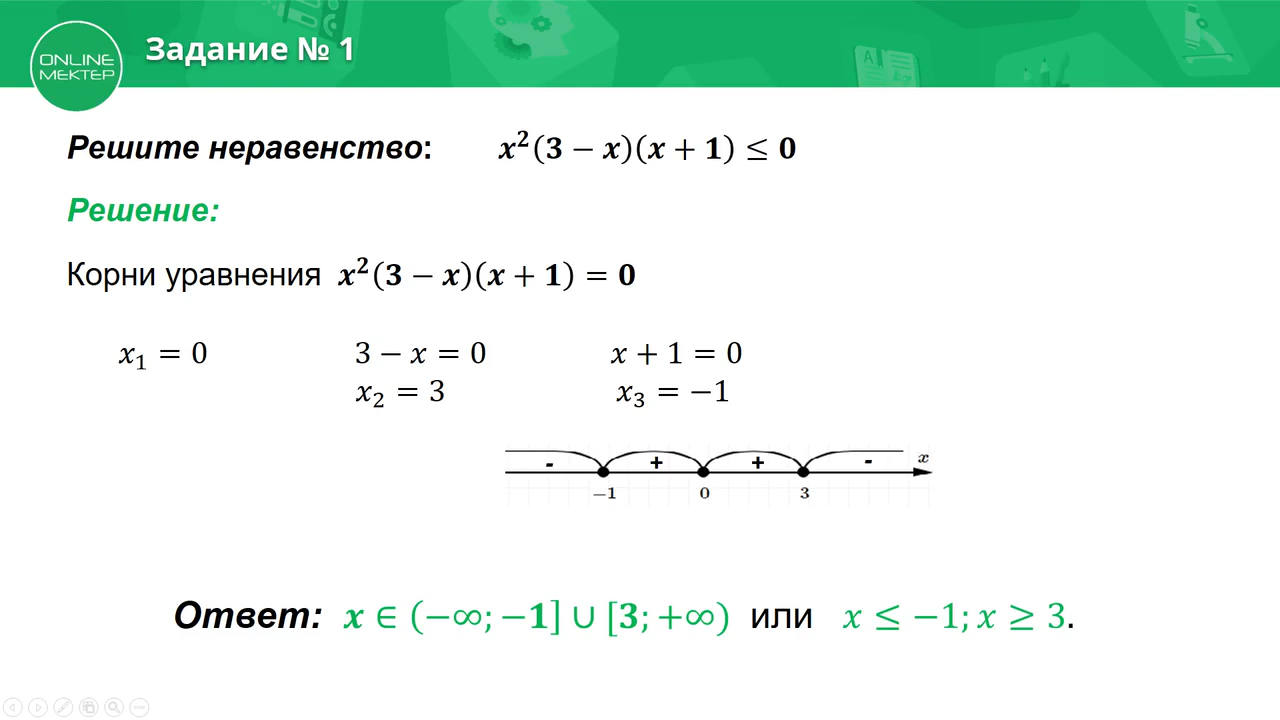 ONLINE
МЕКТЕР
Задание № 1
Решите неравенство: x²(3 − x)(x + 1) ≤ 0
Решение:
Корни уравнения x²(3 − x)(x + 1) = 0
x₁ = 0 3 − x = 0 x + 1 = 0
x₂ = 3 x₃ = −1
- + + - x
−1 0 3
Ответ: x ∈ (−∞; −1] ∪ [3; +∞) или x ≤ −1; x ≥ 3.